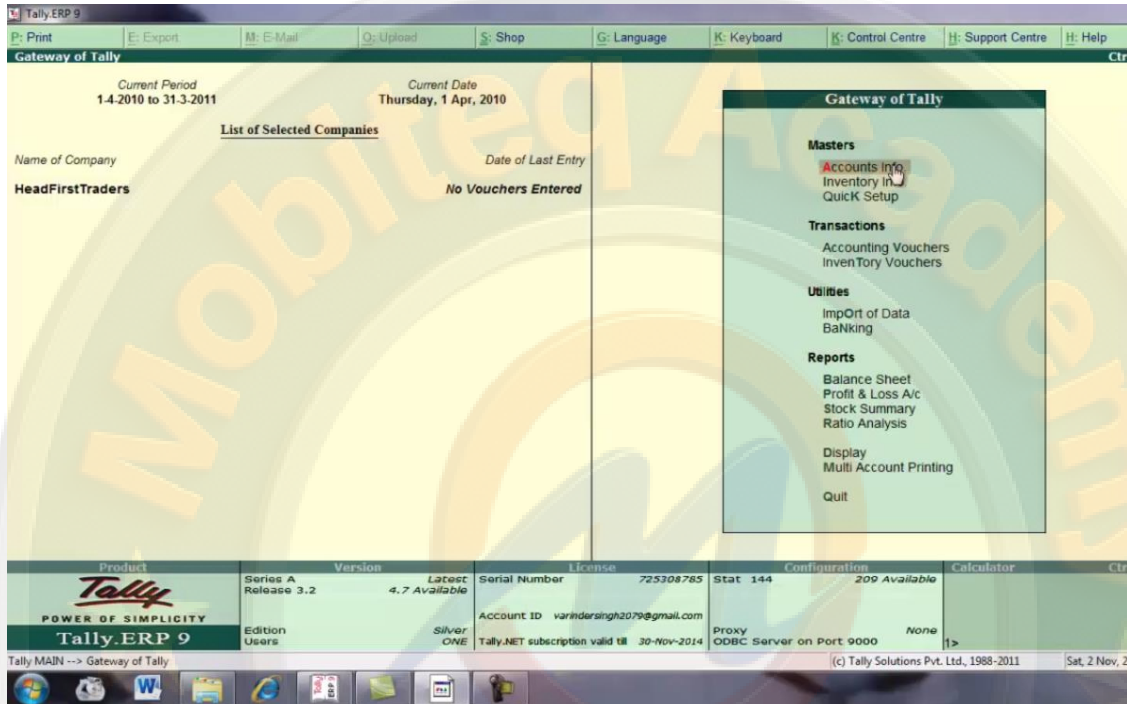 Tally.ERP 9
P: Print E: Export M: E-Mail O: Upload S: Shop G: Language K: Keyboard K: Control Centre H: Support Centre H: Help
Gateway of Tally
Current Period
1-4-2010 to 31-3-2011
Current Date
Thursday, 1 Apr, 2010
List of Selected Companies
Name of Company Date of Last Entry
HeadFirstTraders No Vouchers Entered
Gateway of Tally
Masters
Accounts Info
Inventory In
QuicK Setup
Transactions
Accounting Vouchers
InvenTory Vouchers
Utilities
ImpOrt of Data
BaNking
Reports
Balance Sheet
Profit & Loss A/c
Stock Summary
Ratio Analysis
Display
Multi Account Printing
Quit
Mobiteq Academy
Product
Tally
POWER OF SIMPLICITY
Tally.ERP 9
Version
Series A Latest
Release 3.2 4.7 Available
Edition Silver
Users ONE
License
Serial Number 725308785
Account ID varindersingh2079@gmail.com
Tally.NET subscription valid till 30-Nov-2014
Configuration
Stat 144 209 Available
Proxy None
ODBC Server on Port 9000
Calculator Ctr
1>
Tally MAIN --> Gateway of Tally (c) Tally Solutions Pvt. Ltd., 1988-2011 Sat, 2 Nov, 2